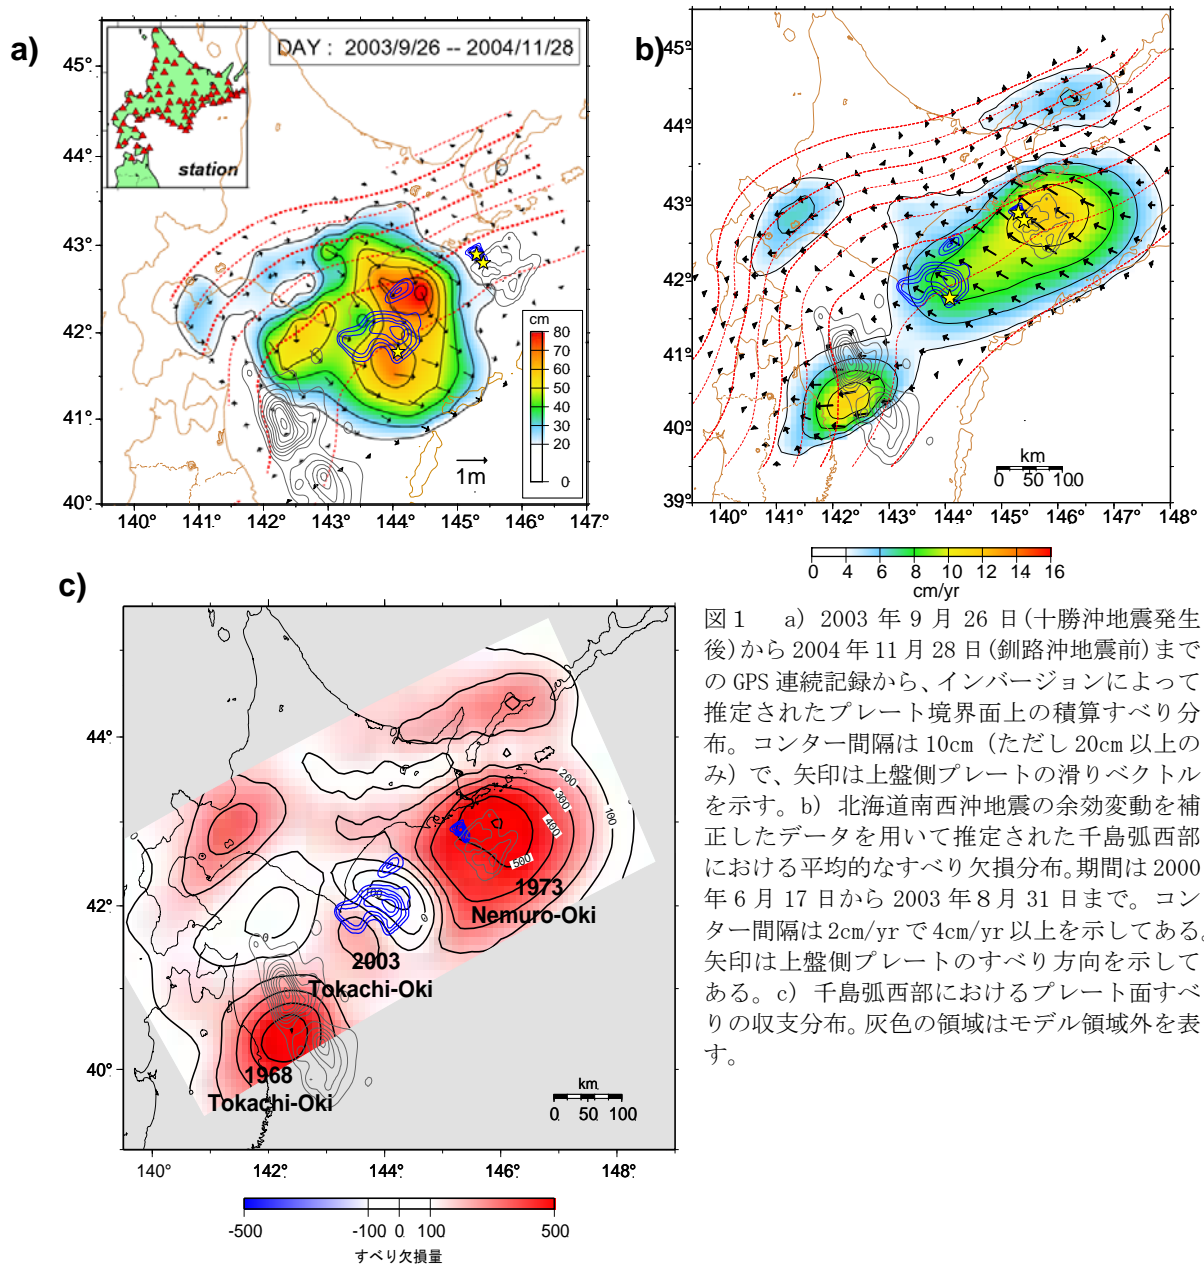 a)
DAY : 2003/9/26 -- 2004/11/28
station
45°
44°
43°
42°
41°
40°
140°
141°
142°
143°
144°
145°
146°
147°
1m
cm
80
70
60
50
40
30
20
0
b)
45°
44°
43°
42°
41°
40°
39°
140°
141°
142°
143°
144°
145°
146°
147°
148°
km
0 50 100
0 4 6 8 10 12 14 16
cm/yr
c)
44°
42°
40°
140°
142°
144°
146°
148°
200
300
400
500
100
0
0
1973
Nemuro-Oki
2003
Tokachi-Oki
1968
Tokachi-Oki
km
0 50 100
-500 -100 0 100 500
すべり欠損量
図1 a) 2003 年 9 月 26 日(十勝沖地震発生
後)から 2004 年 11 月 28 日(釧路沖地震前)まで
の GPS 連続記録から、インバージョンによって
推定されたプレート境界面上の積算すべり分
布。コンター間隔は 10cm（ただし 20cm 以上の
み）で、矢印は上盤側プレートの滑りベクトル
を示す。b) 北海道南西沖地震の余効変動を補
正したデータを用いて推定された千島弧西部
における平均的なすべり欠損分布。期間は 2000
年 6 月 17 日から 2003 年８月 31 日まで。コン
ター間隔は 2cm/yr で 4cm/yr 以上を示してある。
矢印は上盤側プレートのすべり方向を示して
ある。c) 千島弧西部におけるプレート面すべ
りの収支分布。灰色の領域はモデル領域外を表
す。